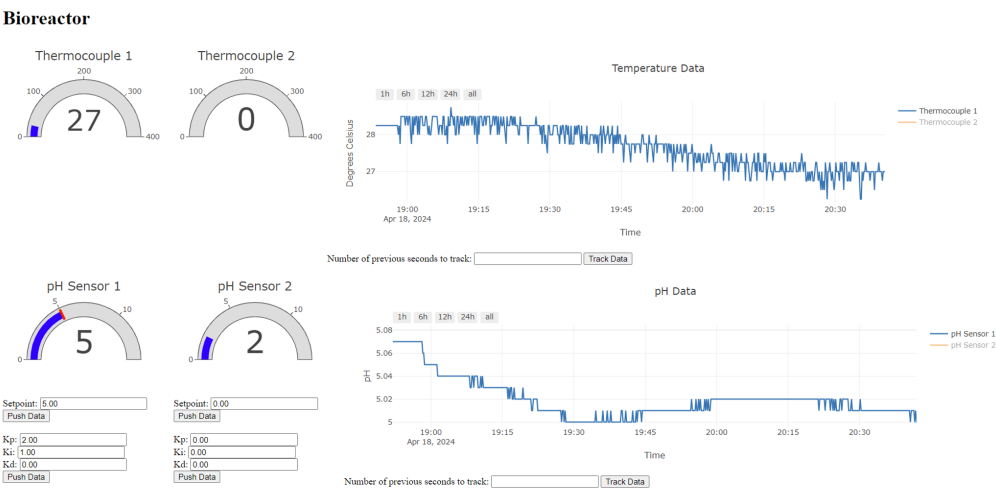 Bioreactor
Thermocouple 1
200
100
300
27
0
400
Thermocouple 2
200
100
300
0
0
400
Temperature Data
1h 6h 12h 24h all
Thermocouple 1
Thermocouple 2
Degrees Celsius
28
27
19:00 19:15 19:30 19:45 20:00 20:15 20:30
Apr 18, 2024
Time
Number of previous seconds to track: Track Data
pH Sensor 1
5
10
5
0
pH Sensor 2
5
10
2
0
pH Data
1h 6h 12h 24h all
pH Sensor 1
pH Sensor 2
pH
5.08
5.06
5.04
5.02
5
19:00 19:15 19:30 19:45 20:00 20:15 20:30
Apr 18, 2024
Time
Setpoint: 5.00
Push Data
Kp: 2.00
Ki: 1.00
Kd: 0.00
Push Data
Setpoint: 0.00
Push Data
Kp: 0.00
Ki: 0.00
Kd: 0.00
Push Data
Number of previous seconds to track: Track Data